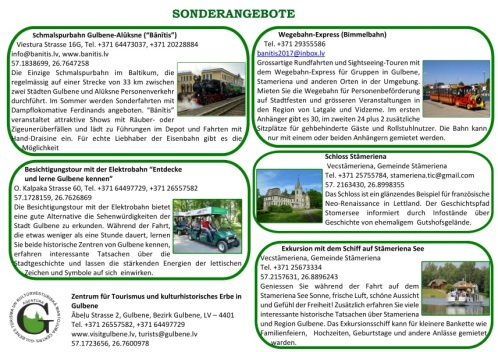 SONDERANGEBOTE
Schmalspurbahn Gulbene-Alūksne (“Bānītis”)
Viestura Strasse 16G, Tel. +371 64473037, +371 20228884
info@banitis.lv, www.banitis.lv
57.1838699, 26.7647258
Die Einzige Schmalspurbahn im Baltikum, die
regelmässig auf einer Strecke von 33 km zwischen
zwei Städten Gulbene und Alūksne Personenverkehr
durchführt. Im Sommer werden Sonderfahrten mit
Dampflokomotive Ferdinands angeboten. “Bānītis”
veranstaltet attraktive Shows mit Räuber- oder
Zigeunerüberfällen und lädt zu Führungen im Depot und Fahrten mit
Hand-Draisine ein. Für echte Liebhaber der Eisenbahn gibt es die
Möglichkeit
Besichtigungstour mit der Elektrobahn “Entdecke
und lerne Gulbene kennen”
O. Kalpaka Strasse 60, Tel. +371 64497729, +371 26557582
57.1728159, 26.7626869
Die Besichtigungstour mit der Elektrobahn bietet
eine gute Alternative die Sehenwürdigkeiten der
Stadt Gulbene zu erkunden. Während der Fahrt,
die etwas weniger als eine Stunde dauert, lernen
Sie beide historische Zentren von Gulbene kennen,
erfahren interessante Tatsachen über die
Stadtgeschichte und lassen die stärkenden Energien der lettischen
Zeichen und Symbole auf sich einwirken.
Zentrum für Tourismus und kulturhistorisches Erbe in
Gulbene
Ābeļu Strasse 2, Gulbene, Bezirk Gulbene, LV – 4401
Tel. +371 26557582, +371 64497729
www.visitgulbene.lv, turists@gulbene.lv
57.1723656, 26.7600978
Wegebahn-Express (Bimmelbahn)
Tel. +371 29355586
banitis2017@inbox.lv
Grossartige Rundfahrten und Sightseeing-Touren mit
dem Wegebahn-Express für Gruppen in Gulbene,
Stameriena und anderen Orten in der Umgebung.
Mieten Sie die Wegebahn für Personenbeförderung
auf Stadtfesten und grösseren Veranstaltungen in
den Region von Latgale und Vidzeme. Im ersten
Anhänger gibt es 30, im zweiten 24 plus 2 zusätzliche
Sitzplätze für gehbehinderte Gäste und Rollstuhlnutzer. Die Bahn kann
nur mit einem oder beiden Anhängern gemietet werden.
Schloss Stāmeriena
Vecstāmeriena, Gemeinde Stāmeriena
Tel. +371 25755784, stameriena.tic@gmail.com
57. 2163430, 26.8998355
Das Schloss ist ein glänzendes Beispiel für französische
Neo-Renaissance in Lettland. Der Geschichtspfad
Stomersee informiert durch Infostände über
Geschichte von ehemaligem Gutshofsgelände.
Exkursion mit dem Schiff auf Stāmeriena See
Vecstāmeriena, Gemeinde Stāmeriena
Tel. +371 25673334
57.2157631, 26.8896243
Geniessen Sie während der Fahrt auf dem
Stameriena See Sonne, frische Luft, schöne Aussicht
und Gefühl der Freiheit! Zusätzlich erfahren Sie viele
interessante historische Tatsachen über Stameriena
und Region Gulbene. Das Exkursionsschiff kann für kleinere Bankette wie
Familienfeiern, Hochzeiten, Geburtstage und andere Anlässe gemietet
werden.